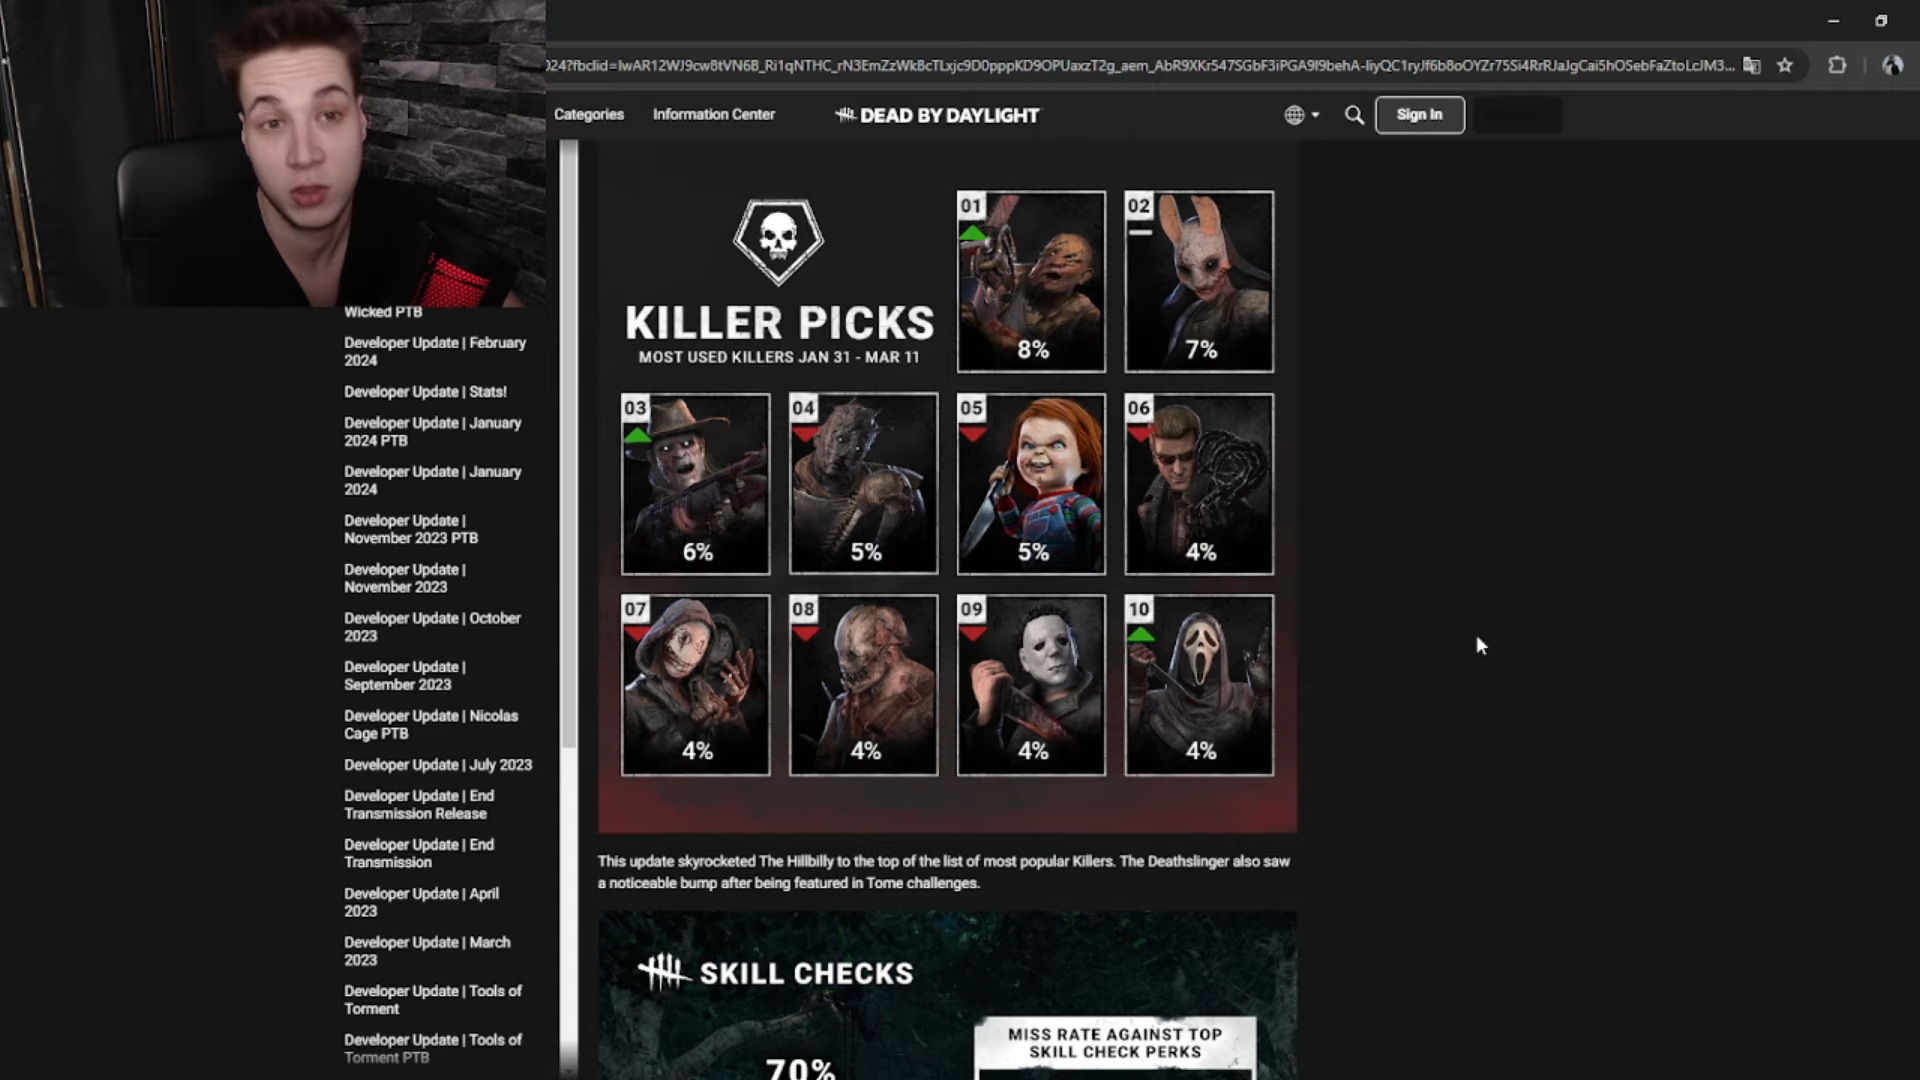 024?fbclid=IwAR12WJ9cw8tVN6B_Ri1qNTHC_rN3EmZzWkBcTLxjc9D0pppKD9OPUaxzT2g_aem_AbR9XKr547SGbF3iPGA9I9behA-IiyQC1ryJf6b8oOYZr75Si4RrRJaJgCai5hOSebFaZtoLcJM3...
Categories
Information Center
DEAD BY DAYLIGHT
Sign In
Wicked PTB
Developer Update | February
2024
Developer Update | Stats!
Developer Update | January
2024 PTB
Developer Update | January
2024
Developer Update |
November 2023 PTB
Developer Update |
November 2023
Developer Update | October
2023
Developer Update |
September 2023
Developer Update | Nicolas
Cage PTB
Developer Update | July 2023
Developer Update | End
Transmission Release
Developer Update | End
Transmission
Developer Update | April
2023
Developer Update | March
2023
Developer Update | Tools of
Torment
Developer Update | Tools of
Torment PTB
KILLER PICKS
MOST USED KILLERS JAN 31 - MAR 11
01
8%
02
7%
03
6%
04
5%
05
5%
06
4%
07
4%
08
4%
09
4%
10
4%
This update skyrocketed The Hillbilly to the top of the list of most popular Killers. The Deathslinger also saw
a noticeable bump after being featured in Tome challenges.
SKILL CHECKS
70%
MISS RATE AGAINST TOP
SKILL CHECK PERKS